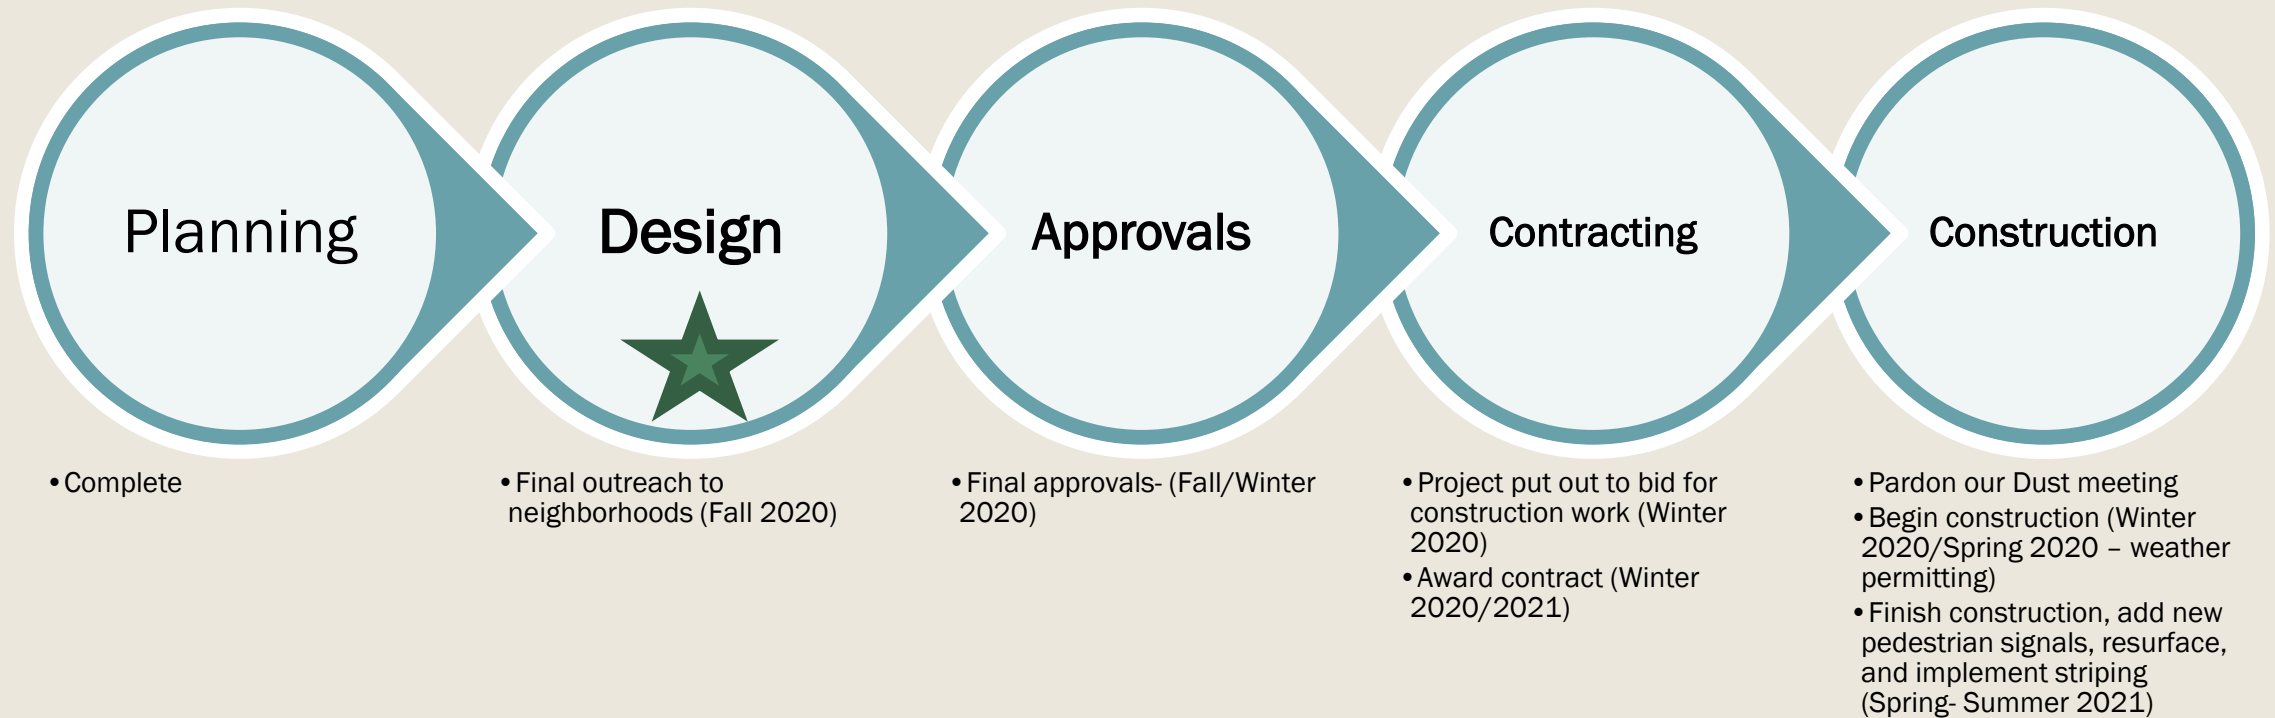 Planning
Design
Approvals
Contracting
Construction
•Complete
•Final outreach to
neighborhoods (Fall 2020)
•Final approvals- (Fall/Winter
2020)
•Project put out to bid for
construction work (Winter
2020)
•Award contract (Winter
2020/2021)
•Pardon our Dust meeting
•Begin construction (Winter
2020/Spring 2020 – weather
permitting)
•Finish construction, add new
pedestrian signals, resurface,
and implement striping
(Spring- Summer 2021)